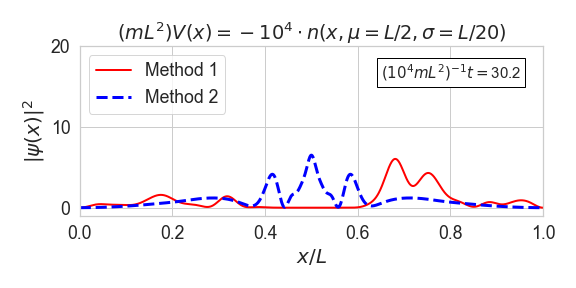 (mL²)V(x) = −10⁴ · n(x, μ = L/2, σ = L/20)
20
10
0
|ψ(x)|²
Method 1
Method 2
(10⁴mL²)⁻¹t = 30.2
0.0 0.2 0.4 0.6 0.8 1.0
x/L